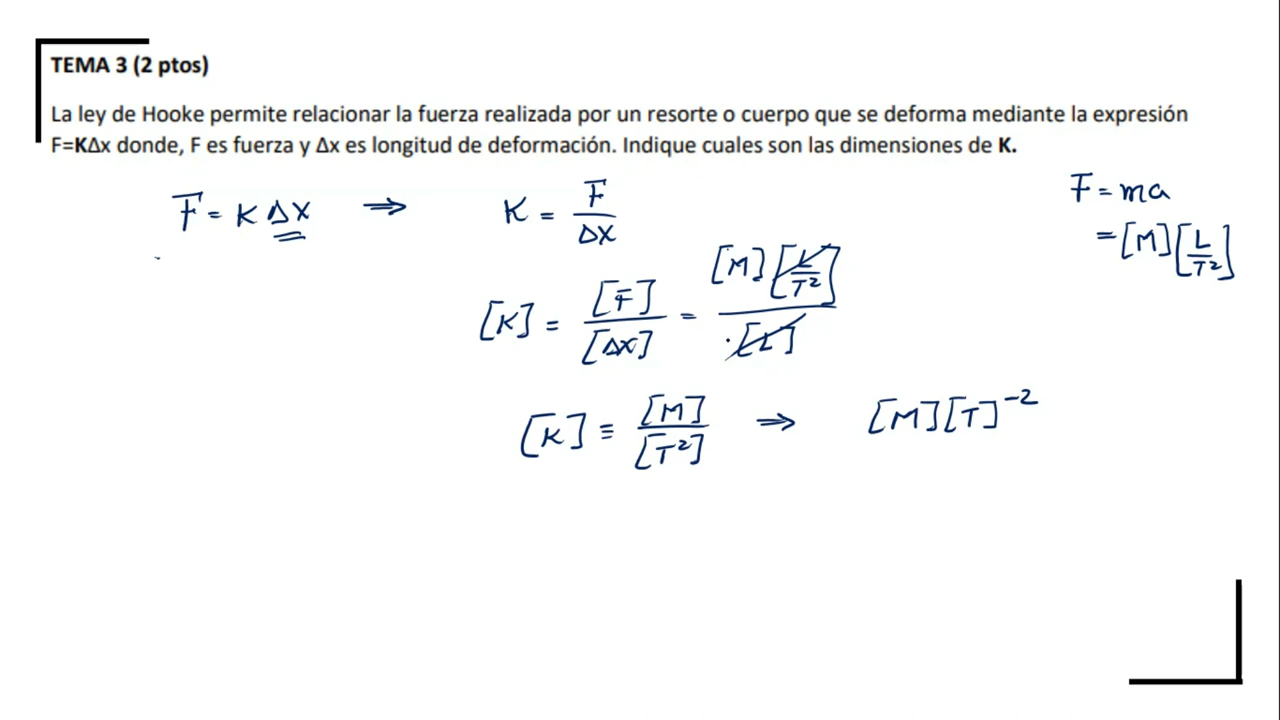 TEMA 3 (2 ptos)
La ley de Hooke permite relacionar la fuerza realizada por un resorte o cuerpo que se deforma mediante la expresión
F=KΔx donde, F es fuerza y Δx es longitud de deformación. Indique cuales son las dimensiones de K.
F = K ΔX ⇒ K = F/ΔX
F = ma
= [M][L/T²]
[K] = [F]/[ΔX] = [M][L/T²]/[L]
[K] ≡ [M]/[T²] ⇒ [M][T]⁻²